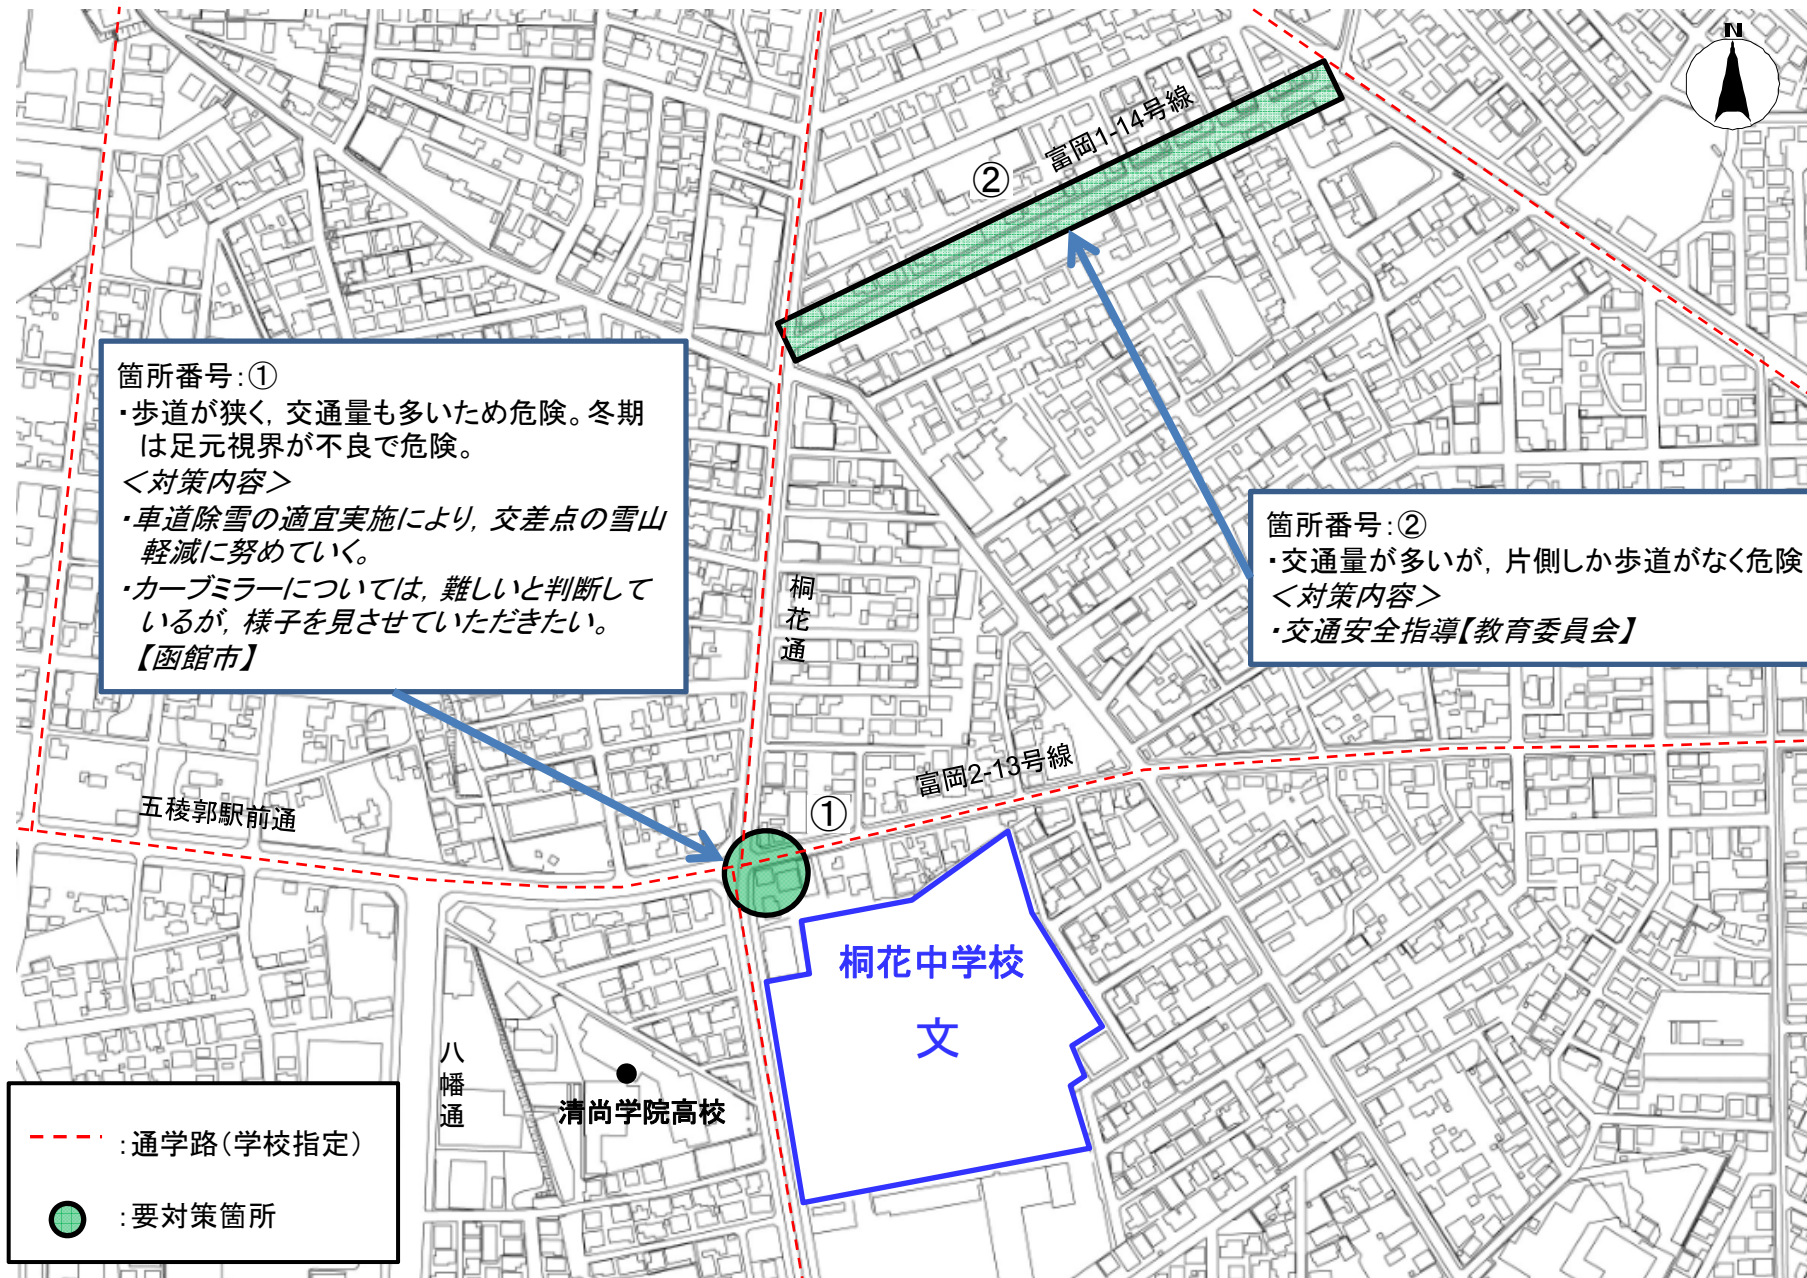 N
富岡1-14号線
②
箇所番号：①
・歩道が狭く，交通量も多いため危険。冬期
は足元視界が不良で危険。
＜対策内容＞
・車道除雪の適宜実施により，交差点の雪山
軽減に努めていく。
・カーブミラーについては，難しいと判断して
いるが，様子を見させていただきたい。
【函館市】
箇所番号：②
・交通量が多いが，片側しか歩道がなく危険
＜対策内容＞
・交通安全指導【教育委員会】
桐花通
富岡2-13号線
①
五稜郭駅前通
桐花中学校
文
八幡通
清尚学院高校
：通学路（学校指定）
：要対策箇所